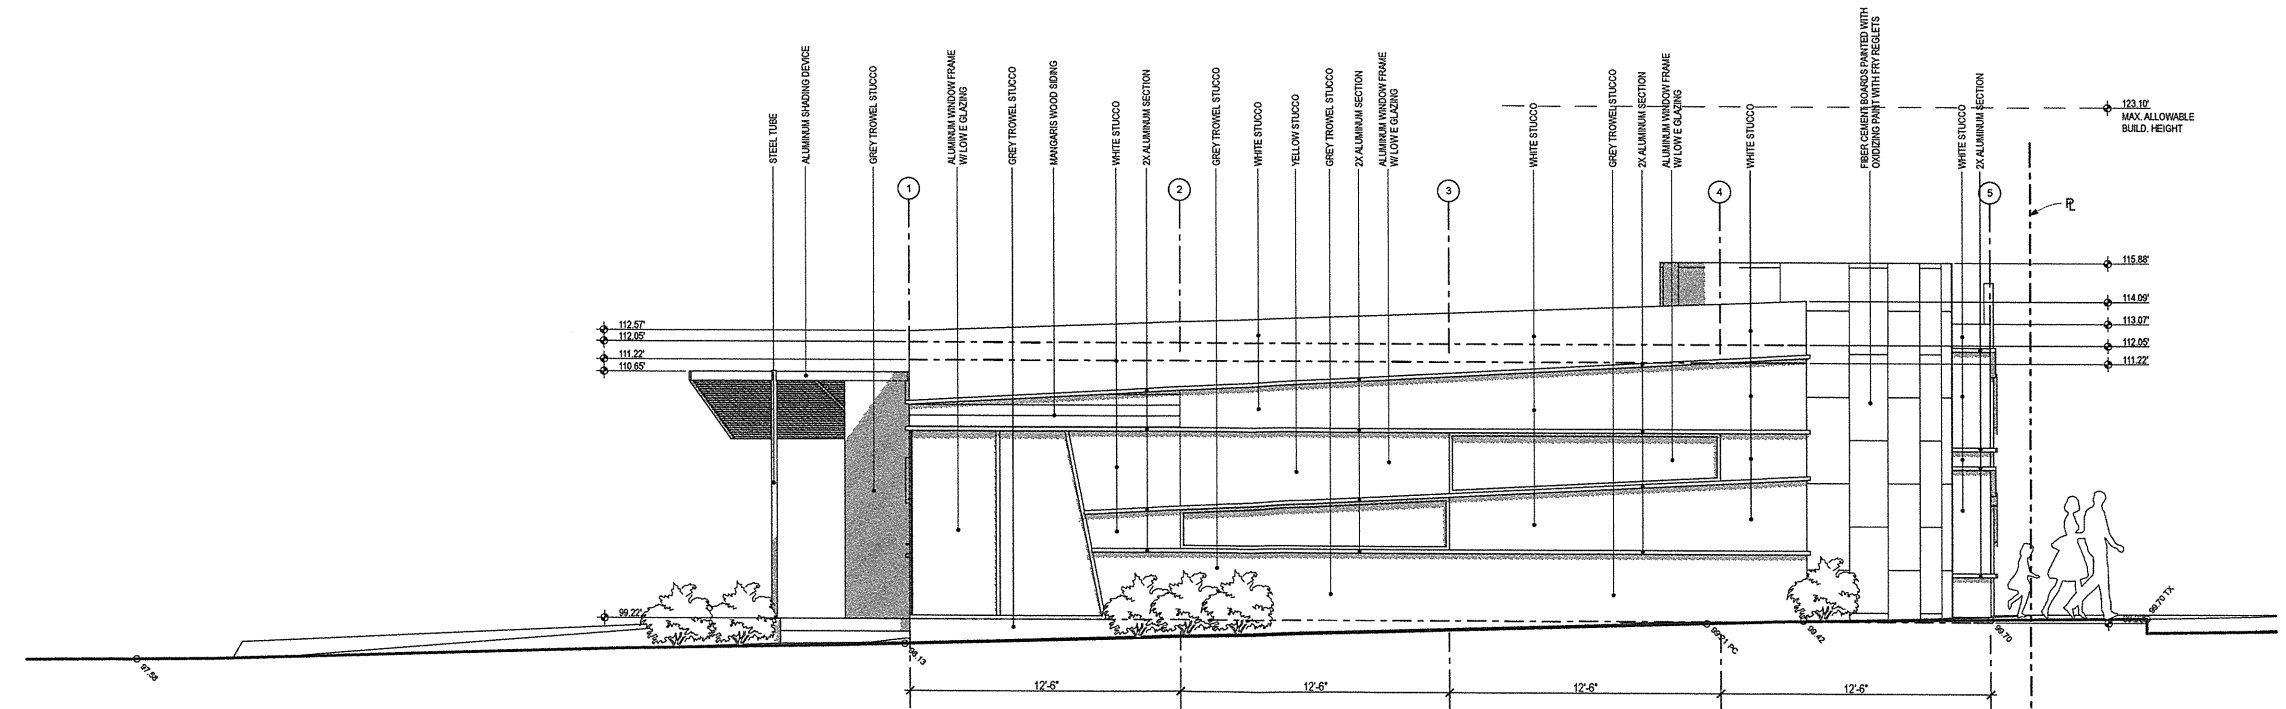 STEEL TUBE
ALUMINUM SHADING DEVICE
GREY TROWEL STUCCO
ALUMINUM WINDOW FRAME
W/ LOW E GLAZING
GREY TROWEL STUCCO
MANGARIS WOOD SIDING
WHITE STUCCO
2X ALUMINUM SECTION
GREY TROWEL STUCCO
WHITE STUCCO
YELLOW STUCCO
GREY TROWEL STUCCO
2X ALUMINUM SECTION
ALUMINUM WINDOW FRAME
W/ LOW E GLAZING
WHITE STUCCO
GREY TROWEL STUCCO
2X ALUMINUM SECTION
ALUMINUM WINDOW FRAME
W/ LOW E GLAZING
WHITE STUCCO
FIBER CEMENT BOARDS PAINTED WITH
OXIDIZING PAINT WITH FRY REGLETS
WHITE STUCCO
2X ALUMINUM SECTION
123.10'
MAX. ALLOWABLE
BUILD. HEIGHT
1
2
3
4
5
PL
115.88'
114.09'
113.07'
112.05'
111.22'
112.57'
112.05'
111.22'
110.65'
99.22'
97.58
98.13
99.42
99.70
99.70 TX
12'-6"
12'-6"
12'-6"
12'-6"